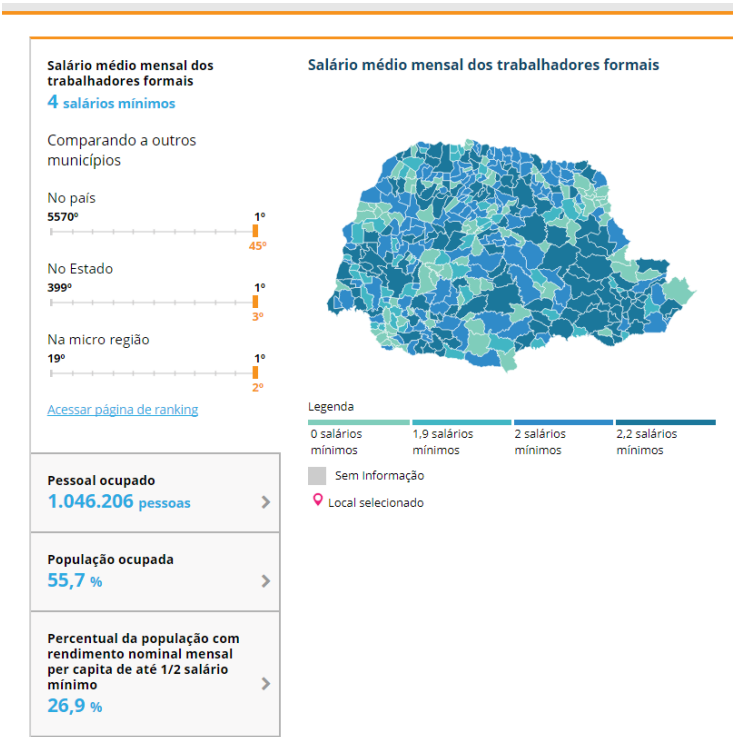 Salário médio mensal dos
trabalhadores formais
4 salários mínimos
Comparando a outros
municípios
No país
5570º 1º
45º
No Estado
399º 1º
3º
Na micro região
19º 1º
2º
Acessar página de ranking
Pessoal ocupado
1.046.206 pessoas
População ocupada
55,7 %
Percentual da população com
rendimento nominal mensal
per capita de até 1/2 salário
mínimo
26,9 %
Salário médio mensal dos trabalhadores formais
Legenda
0 salários mínimos
1,9 salários mínimos
2 salários mínimos
2,2 salários mínimos
Sem Informação
Local selecionado